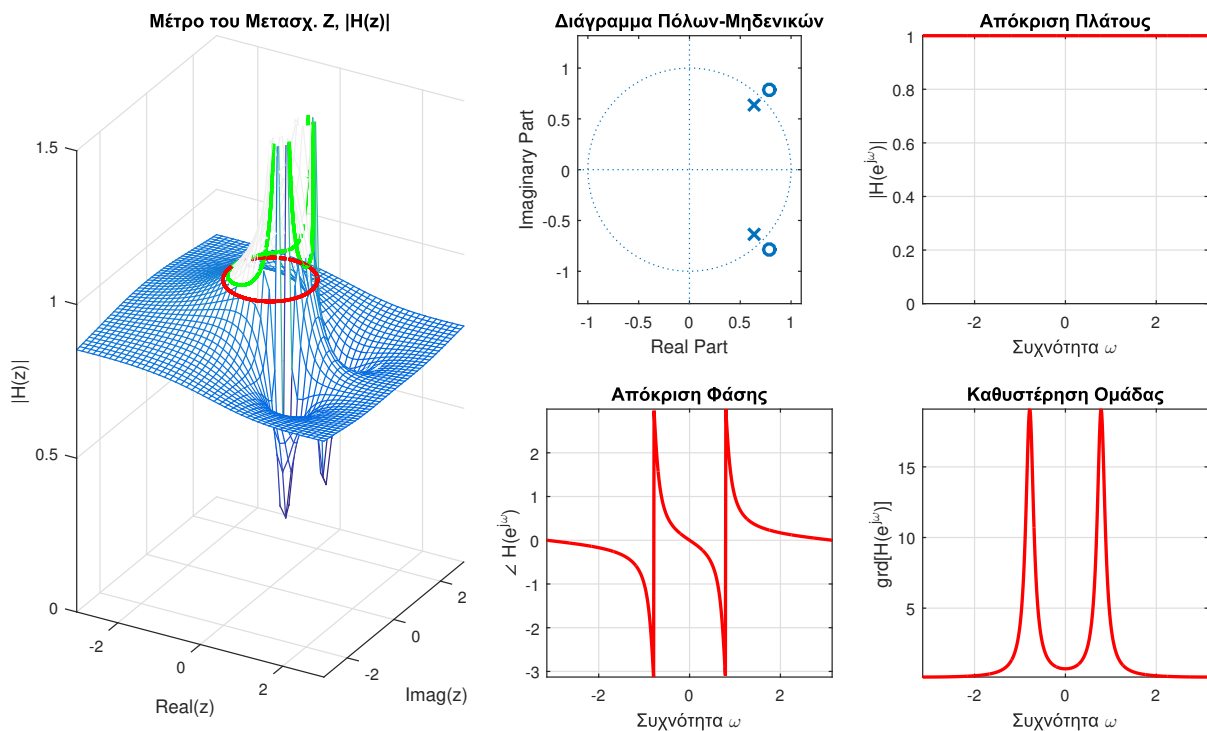 Μέτρο του Μετασχ. Z, |H(z)|
1.5
1
0.5
0
|H(z)|
-2
0
2
Real(z)
-2
0
2
Imag(z)
Διάγραμμα Πόλων-Μηδενικών
1
0.5
0
-0.5
-1
Imaginary Part
-1 -0.5 0 0.5 1
Real Part
Απόκριση Πλάτους
1
0.8
0.6
0.4
0.2
0
|H(e^{jω})|
-2 0 2
Συχνότητα ω
Απόκριση Φάσης
2
1
0
-1
-2
-3
∠ H(e^{jω})
-2 0 2
Συχνότητα ω
Καθυστέρηση Ομάδας
15
10
5
grd[H(e^{jω})]
-2 0 2
Συχνότητα ω